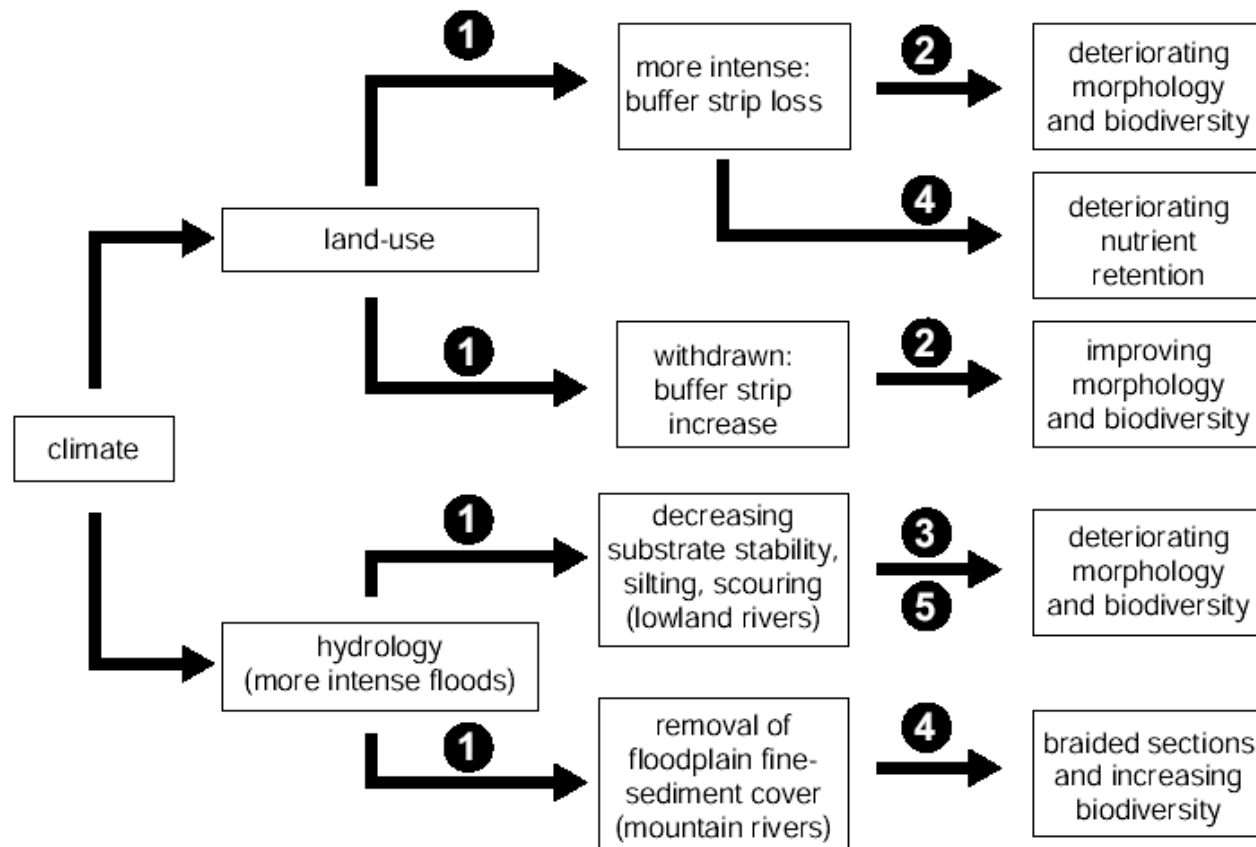 1
more intense:
buffer strip loss
2
deteriorating
morphology
and biodiversity
4
deteriorating
nutrient
retention
land-use
1
withdrawn:
buffer strip
increase
2
improving
morphology
and biodiversity
climate
1
decreasing
substrate stability,
silting, scouring
(lowland rivers)
3
5
deteriorating
morphology
and biodiversity
hydrology
(more intense floods)
1
removal of
floodplain fine-
sediment cover
(mountain rivers)
4
braided sections
and increasing
biodiversity